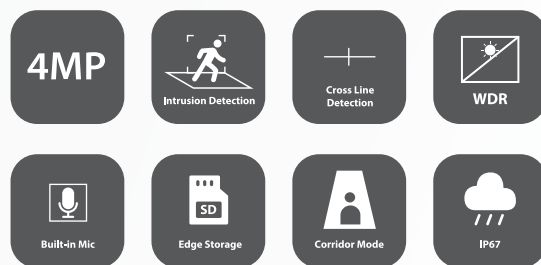 4MP
Intrusion Detection
Cross Line
Detection
WDR
Built-in Mic
SD
Edge Storage
Corridor Mode
IP67